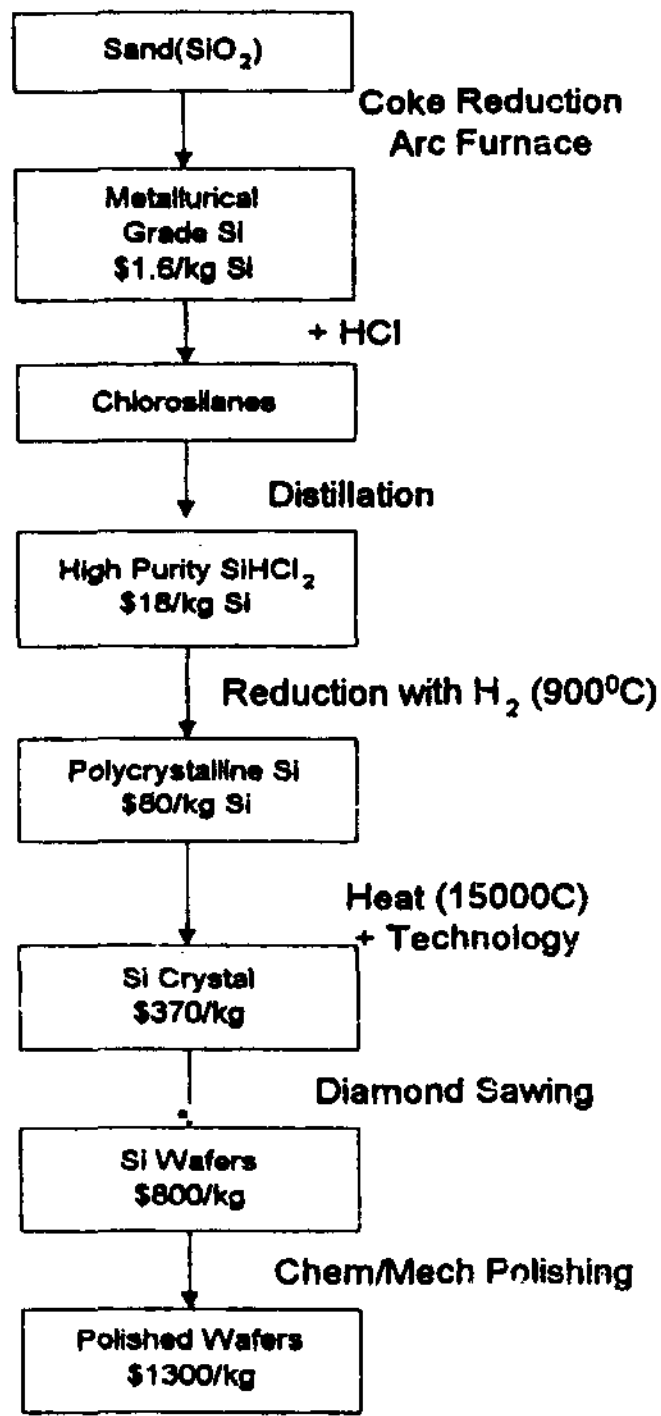 Sand(SiO₂)
Coke Reduction
Arc Furnace
Metallurical
Grade Si
$1.6/kg Si
+ HCl
Chlorosilanes
Distillation
High Purity SiHCl₂
$18/kg Si
Reduction with H₂ (900⁰C)
Polycrystalline Si
$80/kg Si
Heat (15000C)
+ Technology
Si Crystal
$370/kg
Diamond Sawing
Si Wafers
$800/kg
Chem/Mech Polishing
Polished Wafers
$1300/kg